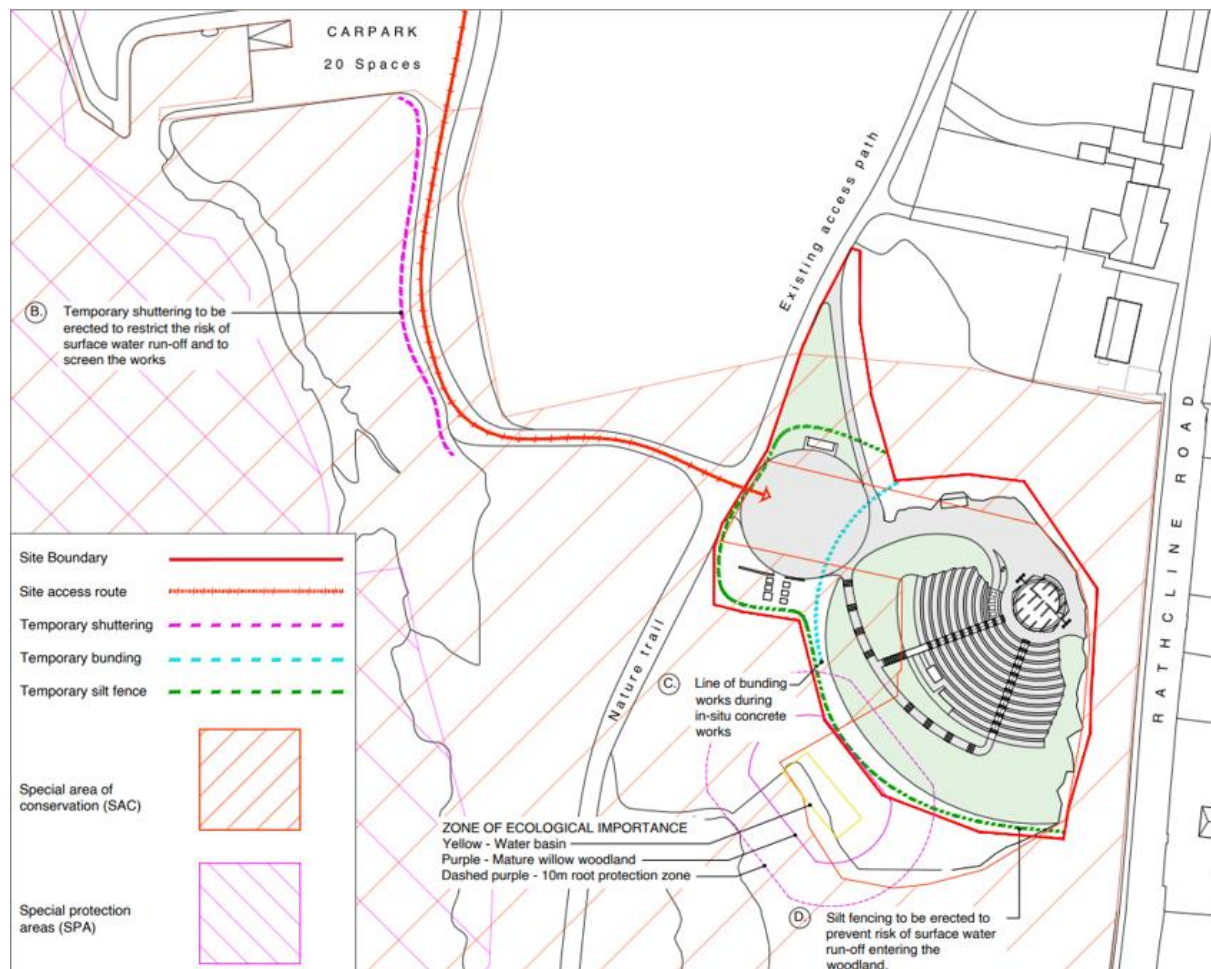 CARPARK
20 Spaces
Existing access path
B. Temporary shuttering to be
erected to restrict the risk of
surface water run-off and to
screen the works
RATHCLINE ROAD
Site Boundary
Site access route
Temporary shuttering
Temporary bunding
Temporary silt fence
Special area of
conservation (SAC)
Special protection
areas (SPA)
Nature trail
C. Line of bunding
works during
in-situ concrete
works
ZONE OF ECOLOGICAL IMPORTANCE
Yellow - Water basin
Purple - Mature willow woodland
Dashed purple - 10m root protection zone
D. Silt fencing to be erected to
prevent risk of surface water
run-off entering the
woodland.